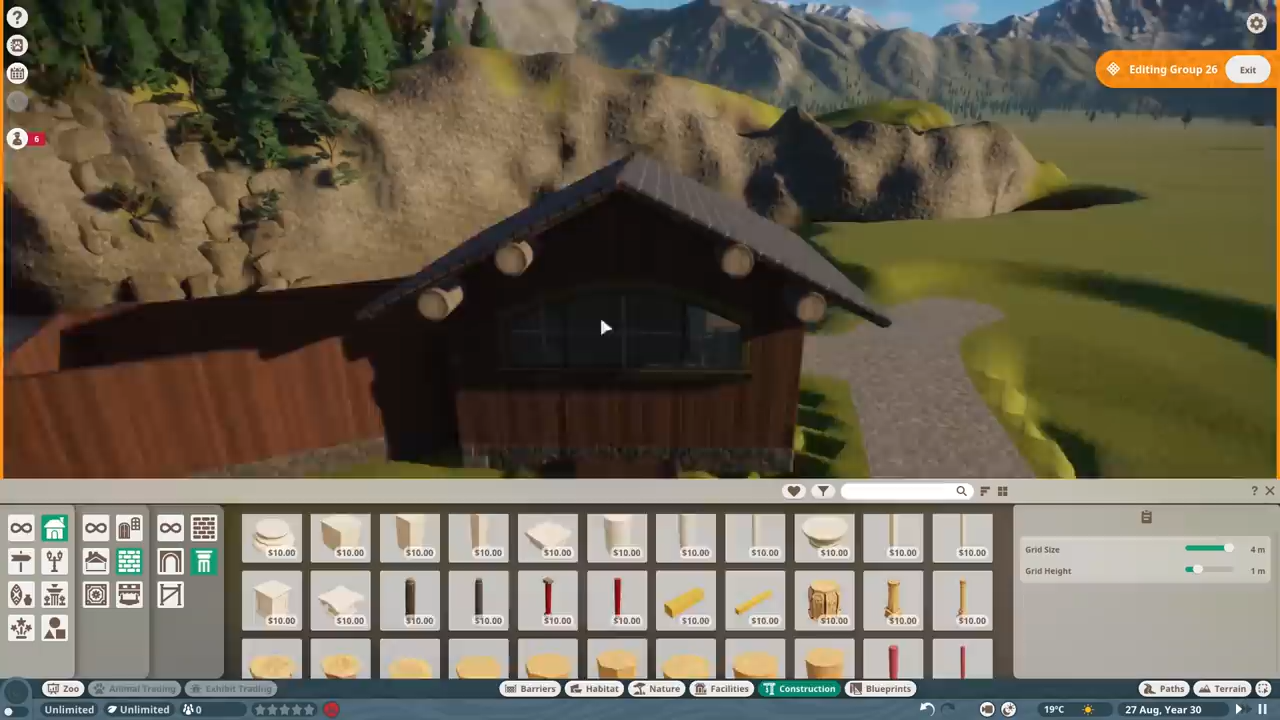 ?
Editing Group 26
Exit
6
? ×
$10.00 $10.00 $10.00 $10.00 $10.00 $10.00 $10.00 $10.00 $10.00 $10.00 $10.00
$10.00 $10.00 $10.00 $10.00 $10.00 $10.00 $10.00 $10.00 $10.00 $10.00 $10.00
Grid Size 4 m
Grid Height 1 m
Zoo Animal Trading Exhibit Trading Barriers Habitat Nature Facilities Construction Blueprints Paths Terrain
Unlimited Unlimited 0 19°C 27 Aug, Year 30